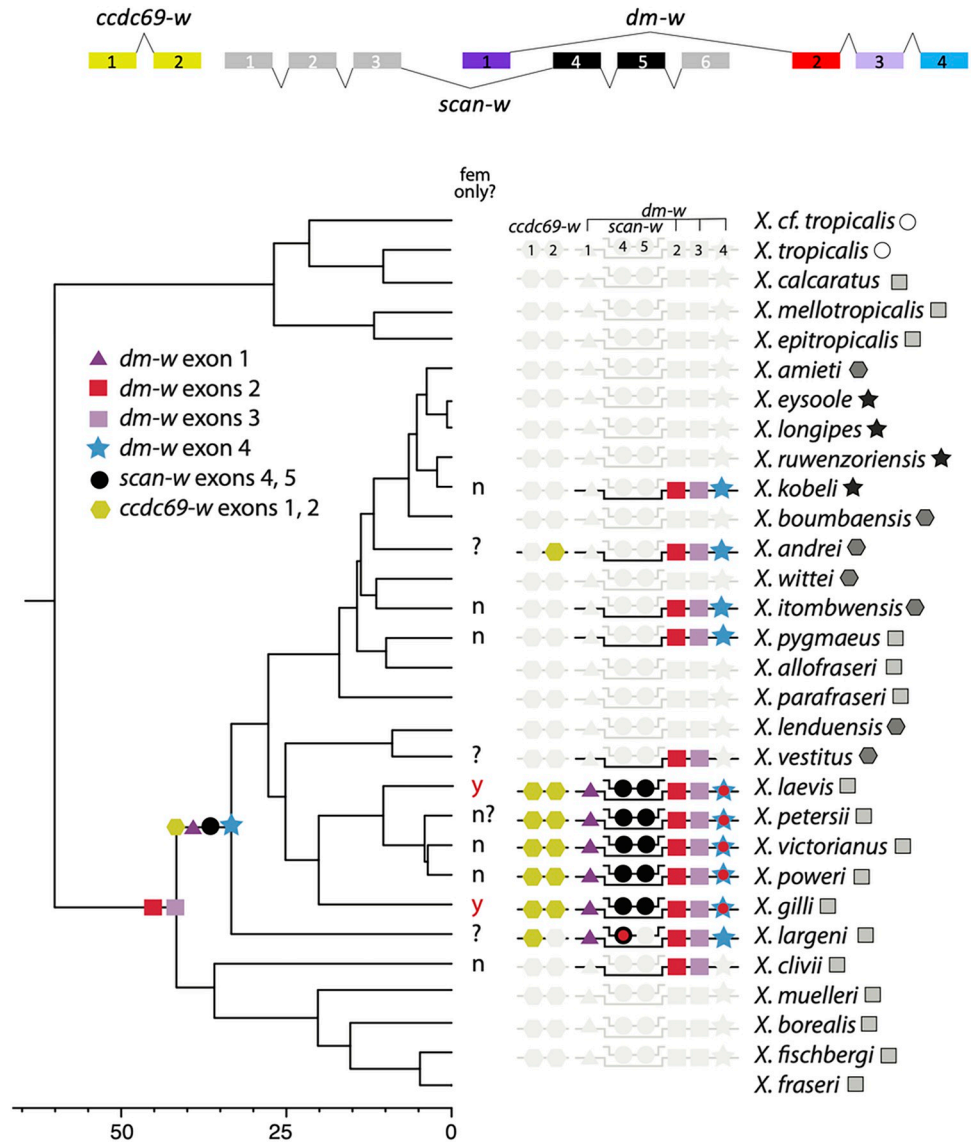 ccdc69-w
dm-w
1 2 1 2 3 1 4 5 6 2 3 4
scan-w
fem
only?
dm-w
ccdc69-w scan-w
X. cf. tropicalis
1 2 1 4 5 2 3 4 X. tropicalis
X. calcaratus
X. mellotropicalis
X. epitropicalis
dm-w exon 1
dm-w exons 2
dm-w exons 3
dm-w exon 4
scan-w exons 4, 5
ccdc69-w exons 1, 2
X. amieti
X. eysoole
X. longipes
X. ruwenzoriensis
n X. kobeli
X. boumbaensis
? X. andrei
X. wittei
n X. itombwensis
n X. pygmaeus
X. allofraseri
X. parafraseri
X. lenduensis
? X. vestitus
y X. laevis
n? X. petersii
n X. victorianus
n X. poweri
y X. gilli
? X. largeni
n X. clivii
X. muelleri
X. borealis
X. fischbergi
X. fraseri
50 25 0